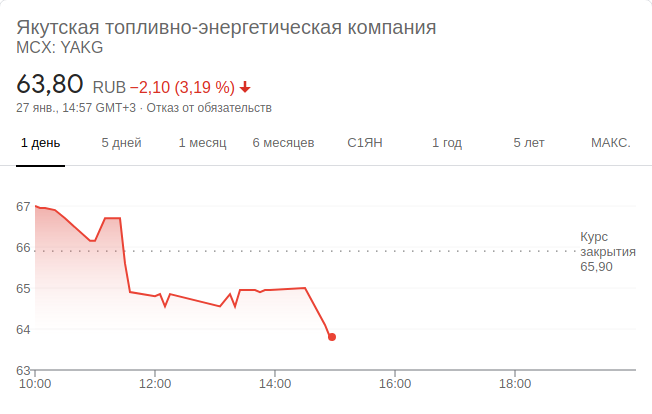 Якутская топливно-энергетическая компания
MCX: YAKG
63,80 RUB −2,10 (3,19 %)
27 янв., 14:57 GMT+3 · Отказ от обязательств
1 день 5 дней 1 месяц 6 месяцев С1ЯН 1 год 5 лет МАКС.
67
66
65
64
63
Курс
закрытия
65,90
10:00 12:00 14:00 16:00 18:00